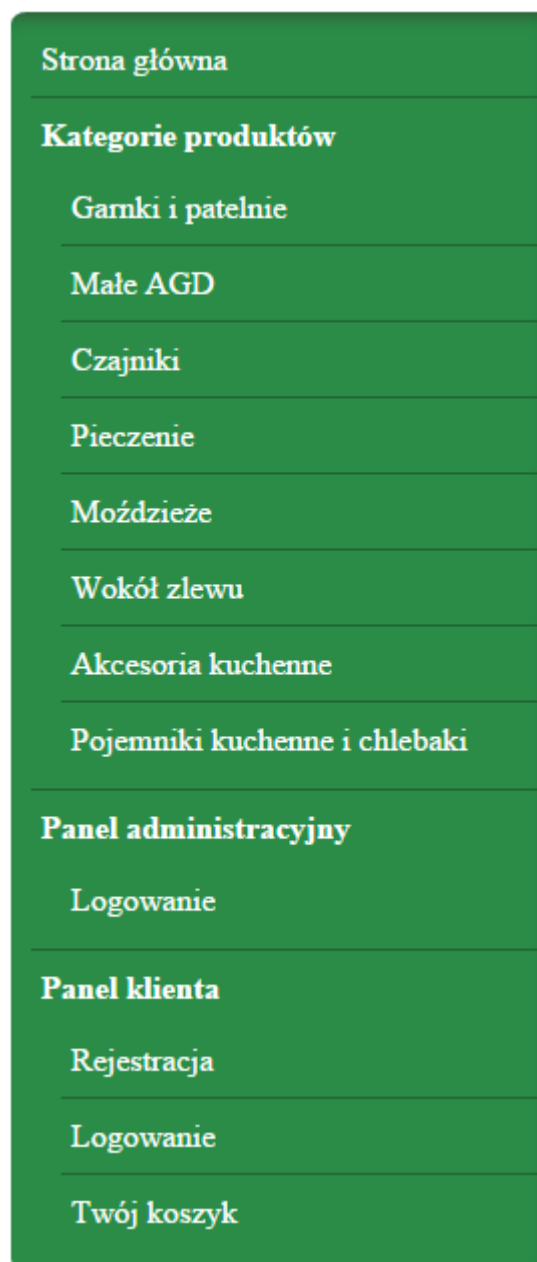 Strona główna
Kategorie produktów
Garnki i patelnie
Małe AGD
Czajniki
Pieczenie
Moździeże
Wokół zlewu
Akcesoria kuchenne
Pojemniki kuchenne i chlebaki
Panel administracyjny
Logowanie
Panel klienta
Rejestracja
Logowanie
Twój koszyk